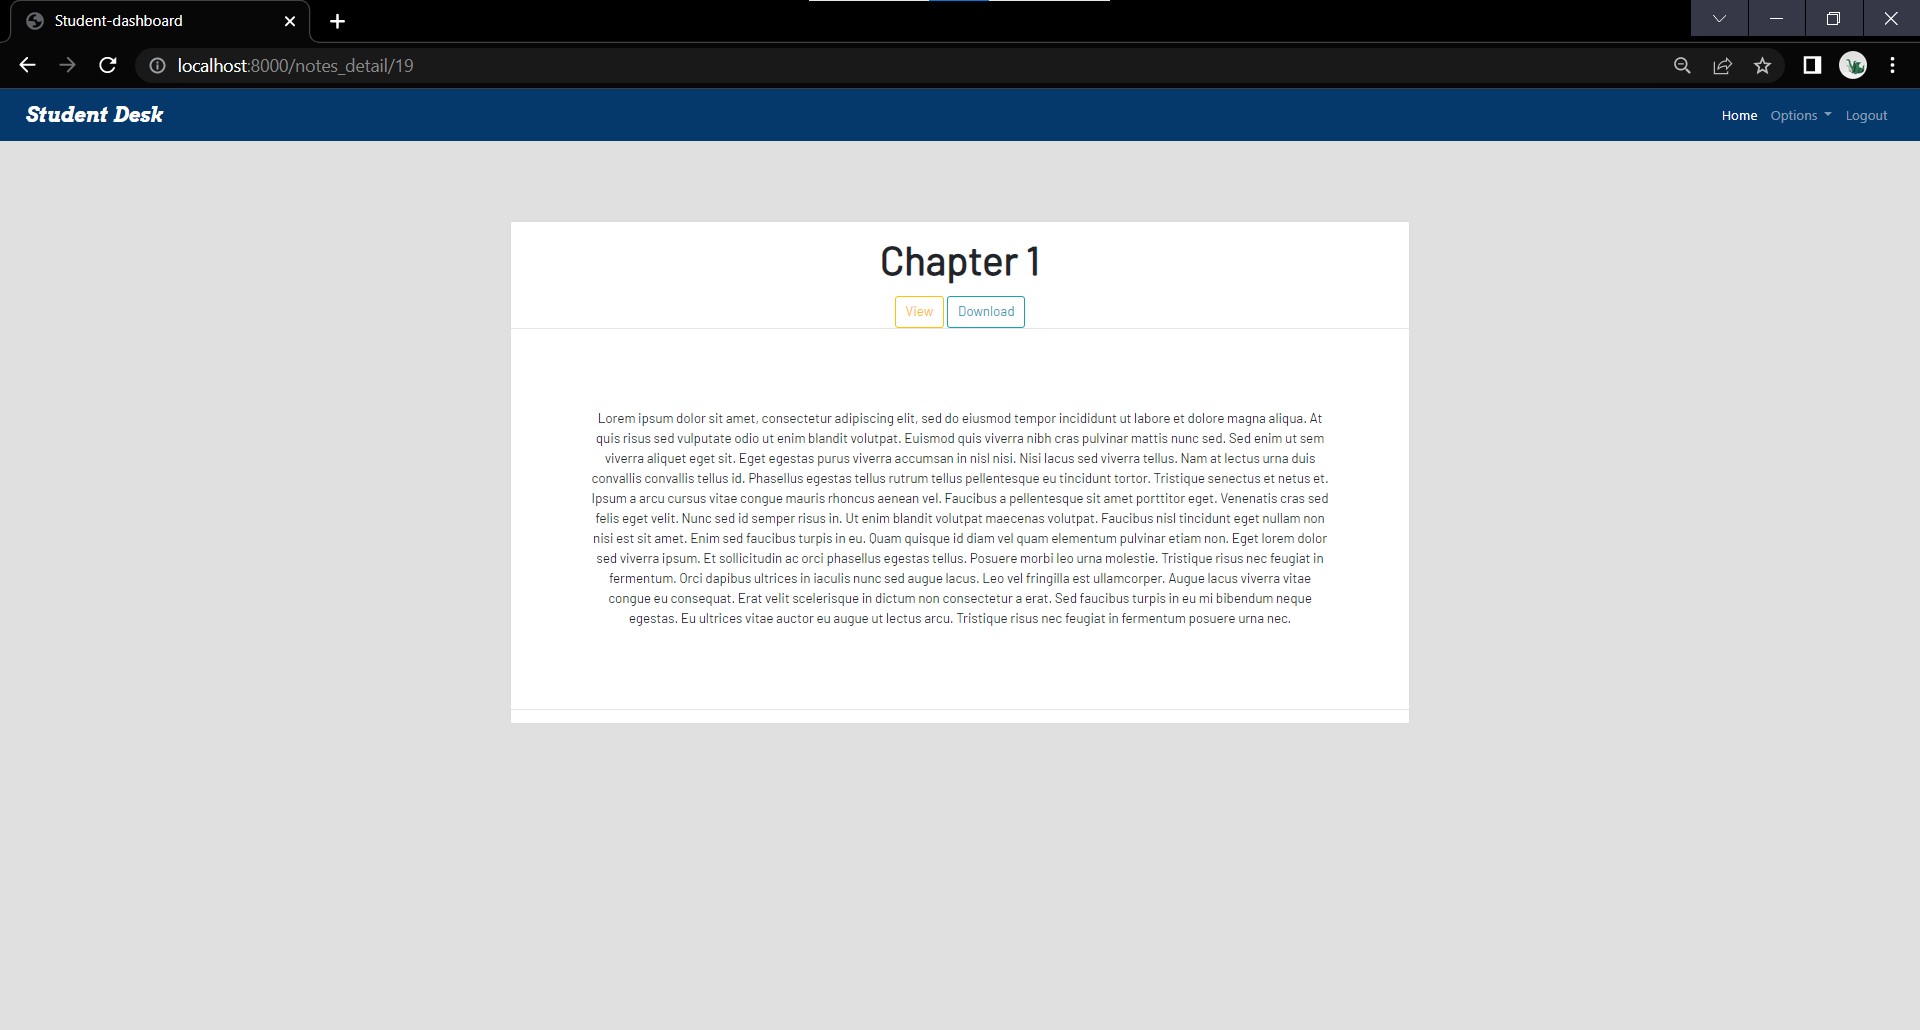 Student-dashboard
localhost:8000/notes_detail/19
Student Desk
Home Options Logout
Chapter 1
View Download
Lorem ipsum dolor sit amet, consectetur adipiscing elit, sed do eiusmod tempor incididunt ut labore et dolore magna aliqua. At
quis risus sed vulputate odio ut enim blandit volutpat. Euismod quis viverra nibh cras pulvinar mattis nunc sed. Sed enim ut sem
viverra aliquet eget sit. Eget egestas purus viverra accumsan in nisl nisi. Nisi lacus sed viverra tellus. Nam at lectus urna duis
convallis convallis tellus id. Phasellus egestas tellus rutrum tellus pellentesque eu tincidunt tortor. Tristique senectus et netus et.
Ipsum a arcu cursus vitae congue mauris rhoncus aenean vel. Faucibus a pellentesque sit amet porttitor eget. Venenatis cras sed
felis eget velit. Nunc sed id semper risus in. Ut enim blandit volutpat maecenas volutpat. Faucibus nisl tincidunt eget nullam non
nisi est sit amet. Enim sed faucibus turpis in eu. Quam quisque id diam vel quam elementum pulvinar etiam non. Eget lorem dolor
sed viverra ipsum. Et sollicitudin ac orci phasellus egestas tellus. Posuere morbi leo urna molestie. Tristique risus nec feugiat in
fermentum. Orci dapibus ultrices in iaculis nunc sed augue lacus. Leo vel fringilla est ullamcorper. Augue lacus viverra vitae
congue eu consequat. Erat velit scelerisque in dictum non consectetur a erat. Sed faucibus turpis in eu mi bibendum neque
egestas. Eu ultrices vitae auctor eu augue ut lectus arcu. Tristique risus nec feugiat in fermentum posuere urna nec.